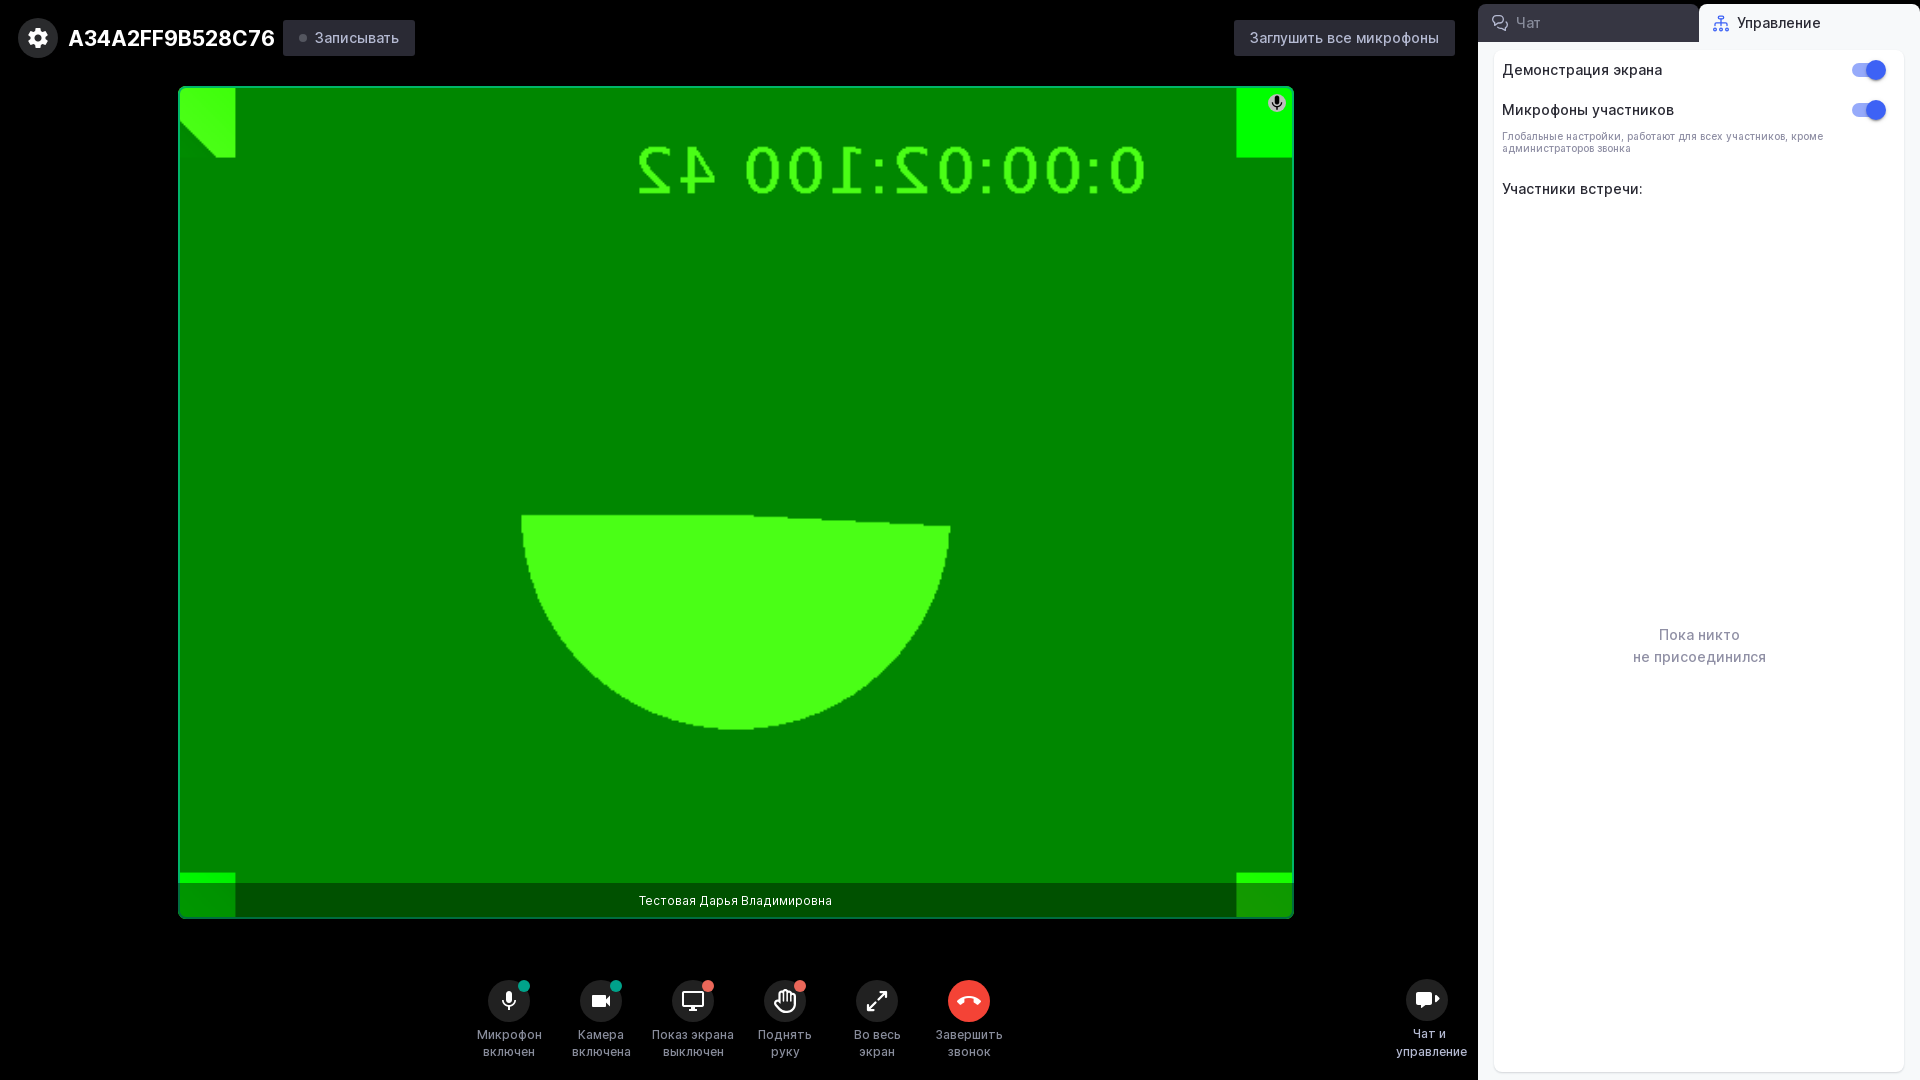 A34A2FF9B528C76
Записывать
Заглушить все микрофоны
Чат
Управление
0:00:02:100 42
Тестовая Дарья Владимировна
Демонстрация экрана
Микрофоны участников
Глобальные настройки, работают для всех участников, кроме
администраторов звонка
Участники встречи:
Пока никто
не присоединился
Микрофон
включен
Камера
включена
Показ экрана
выключен
Поднять
руку
Во весь
экран
Завершить
звонок
Чат и
управление